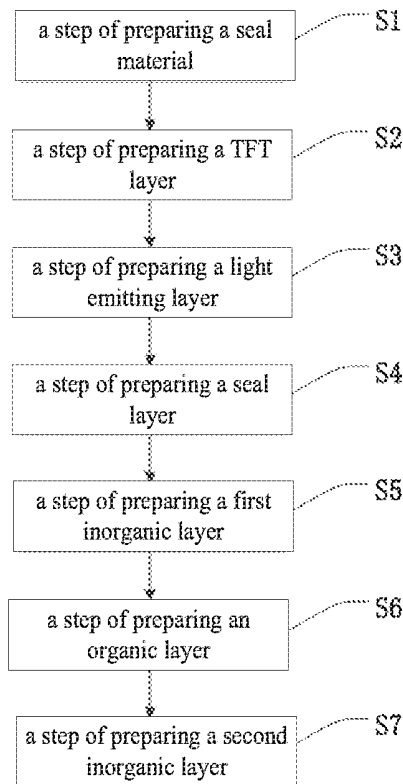 a step of preparing a seal
material
S1
a step of preparing a TFT
layer
S2
a step of preparing a light
emitting layer
S3
a step of preparing a seal
layer
S4
a step of preparing a first
inorganic layer
S5
a step of preparing an
organic layer
S6
a step of preparing a second
inorganic layer
S7